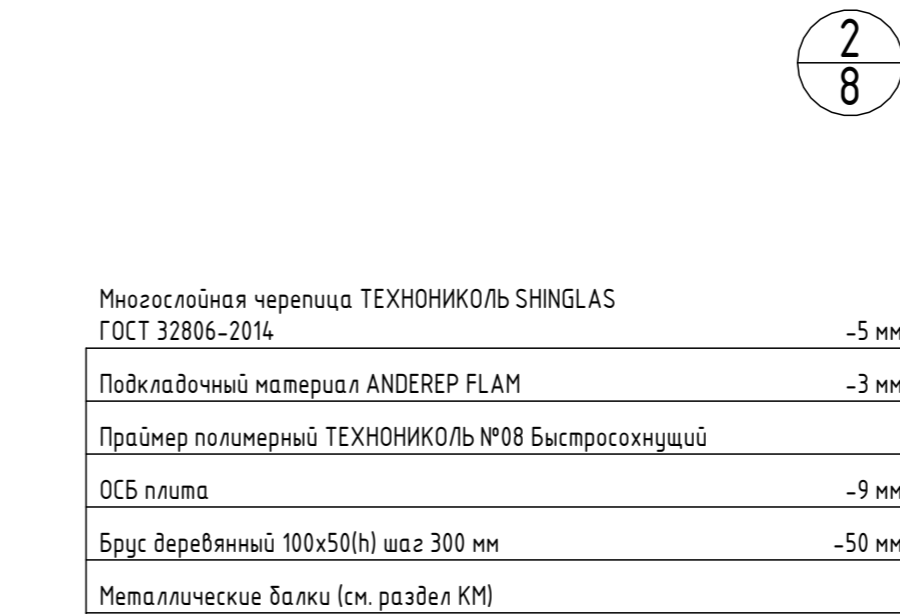 2
8
Многослойная черепица ТЕХНОНИКОЛЬ SHINGLAS
ГОСТ 32806-2014 -5 мм
Подкладочный материал ANDEREP FLAM -3 мм
Праймер полимерный ТЕХНОНИКОЛЬ №08 Быстросохнущий
ОСБ плита -9 мм
Брус деревянный 100х50(h) шаг 300 мм -50 мм
Металлические балки (см. раздел КМ)